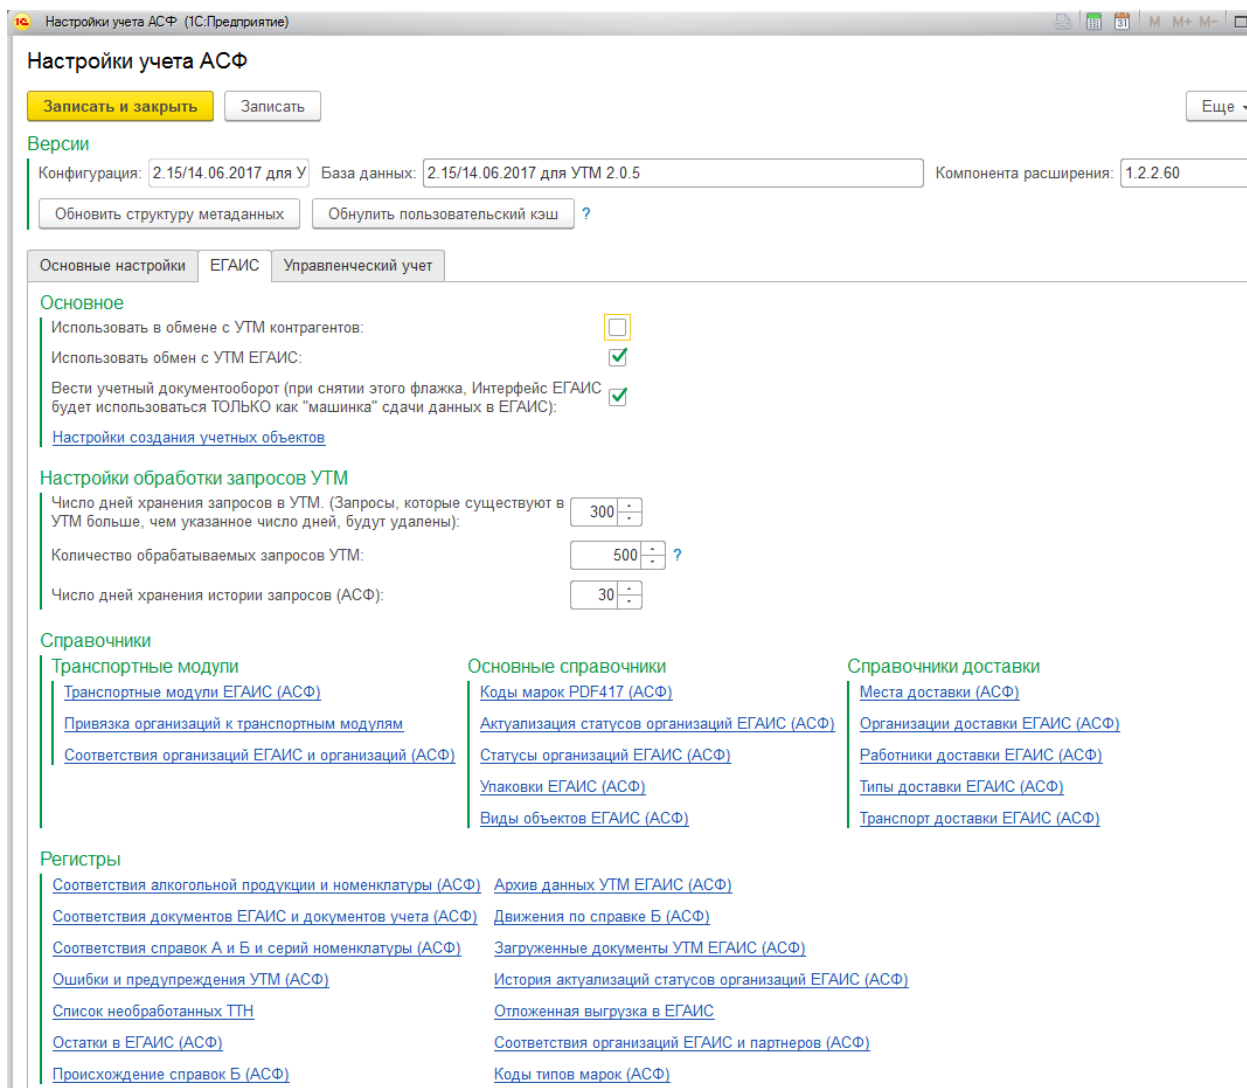 Настройки учета АСФ (1С:Предприятие)
31 M M+ M-
Настройки учета АСФ
Записать и закрыть Записать Еще
Версии
Конфигурация: 2.15/14.06.2017 для У База данных: 2.15/14.06.2017 для УТМ 2.0.5 Компонента расширения: 1.2.2.60
Обновить структуру метаданных Обнулить пользовательский кэш ?
Основные настройки ЕГАИС Управленческий учет
Основное
Использовать в обмене с УТМ контрагентов:
Использовать обмен с УТМ ЕГАИС:
Вести учетный документооборот (при снятии этого флажка, Интерфейс ЕГАИС
будет использоваться ТОЛЬКО как "машинка" сдачи данных в ЕГАИС):
Настройки создания учетных объектов
Настройки обработки запросов УТМ
Число дней хранения запросов в УТМ. (Запросы, которые существуют в
УТМ больше, чем указанное число дней, будут удалены): 300
Количество обрабатываемых запросов УТМ: 500 ?
Число дней хранения истории запросов (АСФ): 30
Справочники
Транспортные модули Основные справочники Справочники доставки
Транспортные модули ЕГАИС (АСФ) Коды марок PDF417 (АСФ) Места доставки (АСФ)
Привязка организаций к транспортным модулям Актуализация статусов организаций ЕГАИС (АСФ) Организации доставки ЕГАИС (АСФ)
Соответствия организаций ЕГАИС и организаций (АСФ) Статусы организаций ЕГАИС (АСФ) Работники доставки ЕГАИС (АСФ)
Упаковки ЕГАИС (АСФ) Типы доставки ЕГАИС (АСФ)
Виды объектов ЕГАИС (АСФ) Транспорт доставки ЕГАИС (АСФ)
Регистры
Соответствия алкогольной продукции и номенклатуры (АСФ) Архив данных УТМ ЕГАИС (АСФ)
Соответствия документов ЕГАИС и документов учета (АСФ) Движения по справке Б (АСФ)
Соответствия справок А и Б и серий номенклатуры (АСФ) Загруженные документы УТМ ЕГАИС (АСФ)
Ошибки и предупреждения УТМ (АСФ) История актуализаций статусов организаций ЕГАИС (АСФ)
Список необработанных ТТН Отложенная выгрузка в ЕГАИС
Остатки в ЕГАИС (АСФ) Соответствия организаций ЕГАИС и партнеров (АСФ)
Происхождение справок Б (АСФ) Коды типов марок (АСФ)